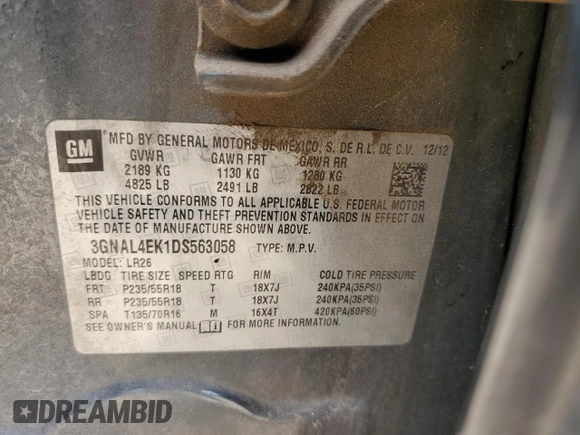 GM
MFD BY GENERAL MOTORS DE MEXICO, S. DE R.L. DE C.V. 12/12
GVWR GAWR FRT GAWR RR
2189 KG 1130 KG 1280 KG
4825 LB 2491 LB 2822 LB
THIS VEHICLE CONFORMS TO ALL APPLICABLE U.S. FEDERAL MOTOR
VEHICLE SAFETY AND THEFT PREVENTION STANDARDS IN EFFECT ON
THE DATE OF MANUFACTURE SHOWN ABOVE.
3GNAL4EK1DS563058 TYPE: M.P.V.
MODEL: LR26
LBDG TIRE SIZE SPEED RTG RIM COLD TIRE PRESSURE
FRT P235/55R18 T 18X7J 240KPA(35PSI)
RR P235/55R18 T 18X7J 240KPA(35PSI)
SPA T135/70R16 M 16X4T 420KPA(60PSI)
SEE OWNER'S MANUAL FOR MORE INFORMATION.
DREAMBID